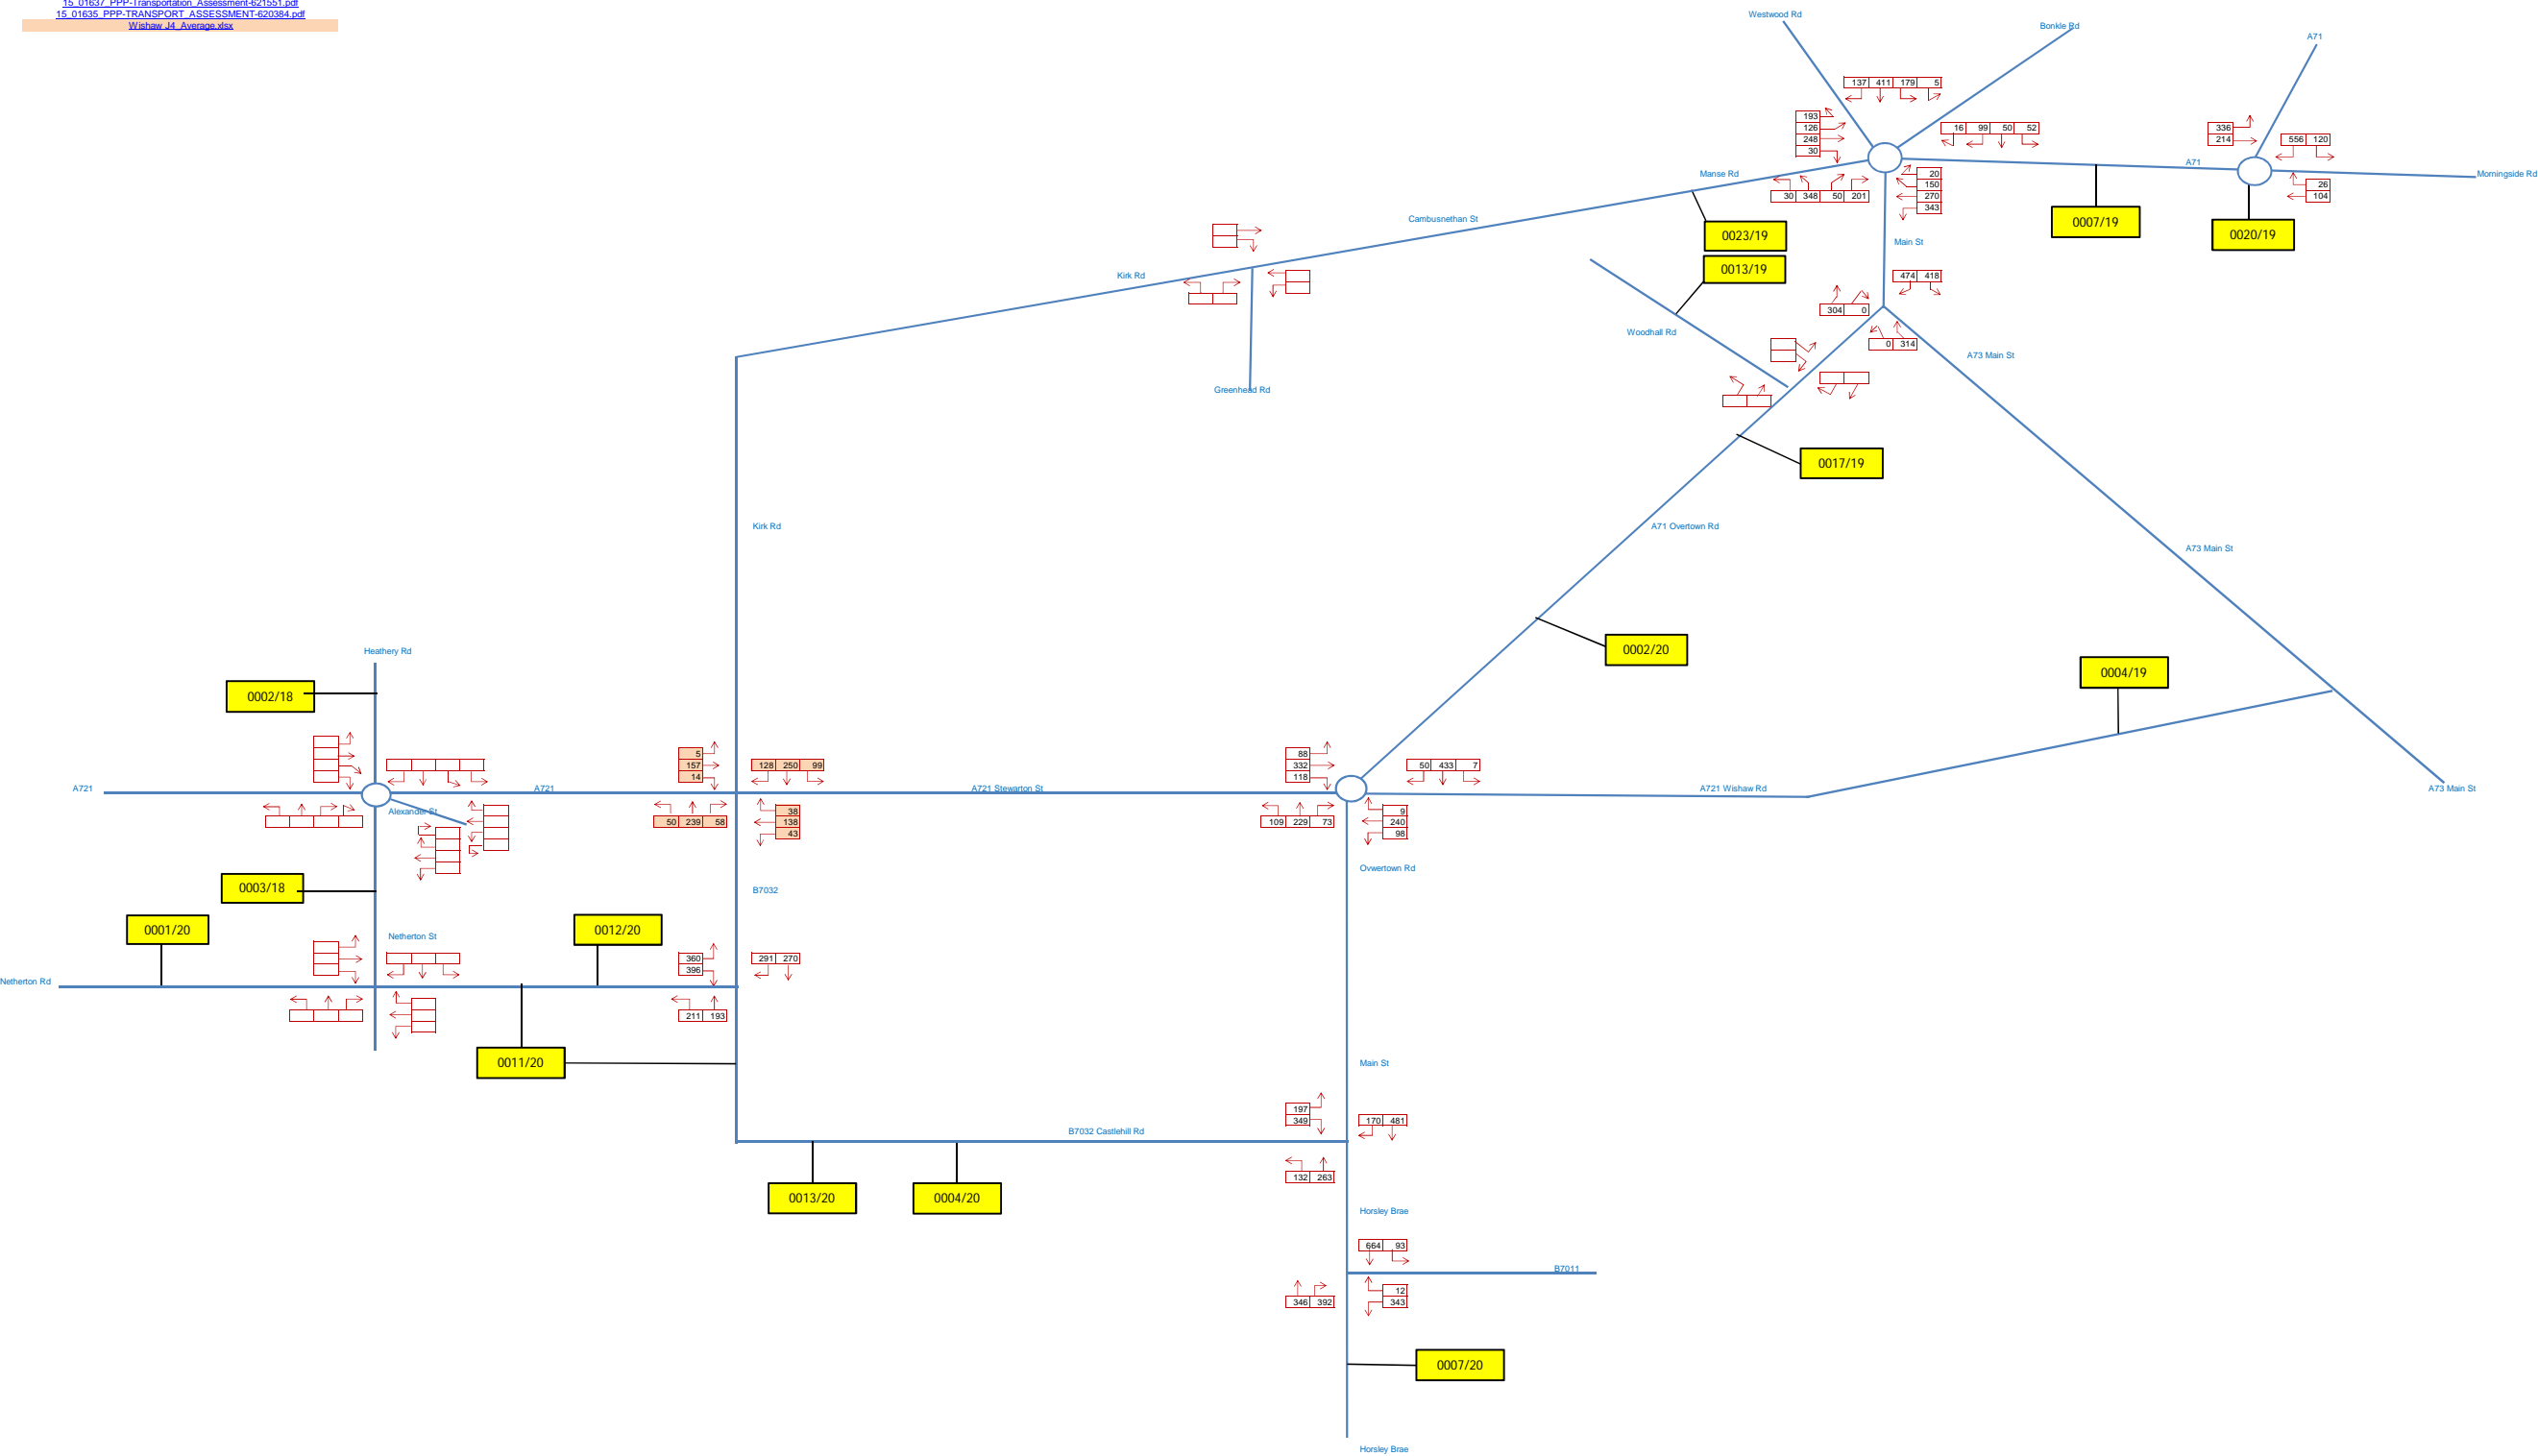 15_01637_PPP-Transportation_Assessment-621551.pdf
15_01635_PPP-TRANSPORT_ASSESSMENT-620384.pdf
Wishaw J4_Average.xlsx
Westwood Rd
Bonkle Rd
A71
137 411 179 5
193
126
248
30
16 99 50 52
336
214
556 120
A71
Manse Rd
Morningside Rd
20
150
270
343
30 348 50 201
26
104
Cambusnethan St
0023/19
0007/19
0020/19
Main St
Kirk Rd
0013/19
474 418
304 0
Woodhall Rd
0 314
A73 Main St
Greenhead Rd
0017/19
Kirk Rd
A71 Overtown Rd
A73 Main St
Heathery Rd
0002/20
0004/19
0002/18
5
157
14
128 250 99
88
332
118
50 433 7
A721
A721
A721 Stewarton St
A721 Wishaw Rd
A73 Main St
Alexander St
50 239 58
38
138
43
109 229 73
9
240
98
Ovwertown Rd
0003/18
B7032
0001/20
0012/20
Netherton St
360
396
291 270
Netherton Rd
211 193
0011/20
Main St
197
349
170 481
B7032 Castlehill Rd
132 263
0013/20
0004/20
Horsley Brae
664 93
B7011
346 392
12
343
0007/20
Horsley Brae